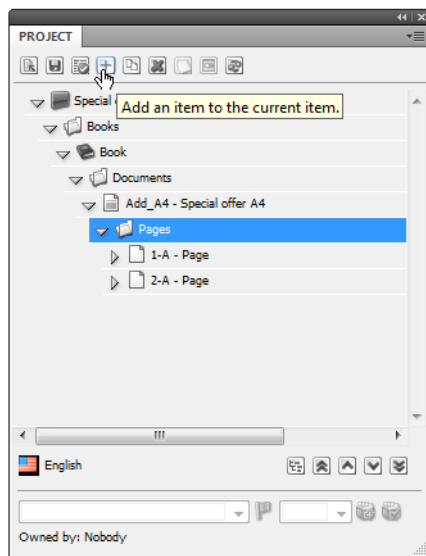 PROJECT
Special
Add an item to the current item.
Books
Book
Documents
Add_A4 - Special offer A4
Pages
1-A - Page
2-A - Page
English
Owned by: Nobody